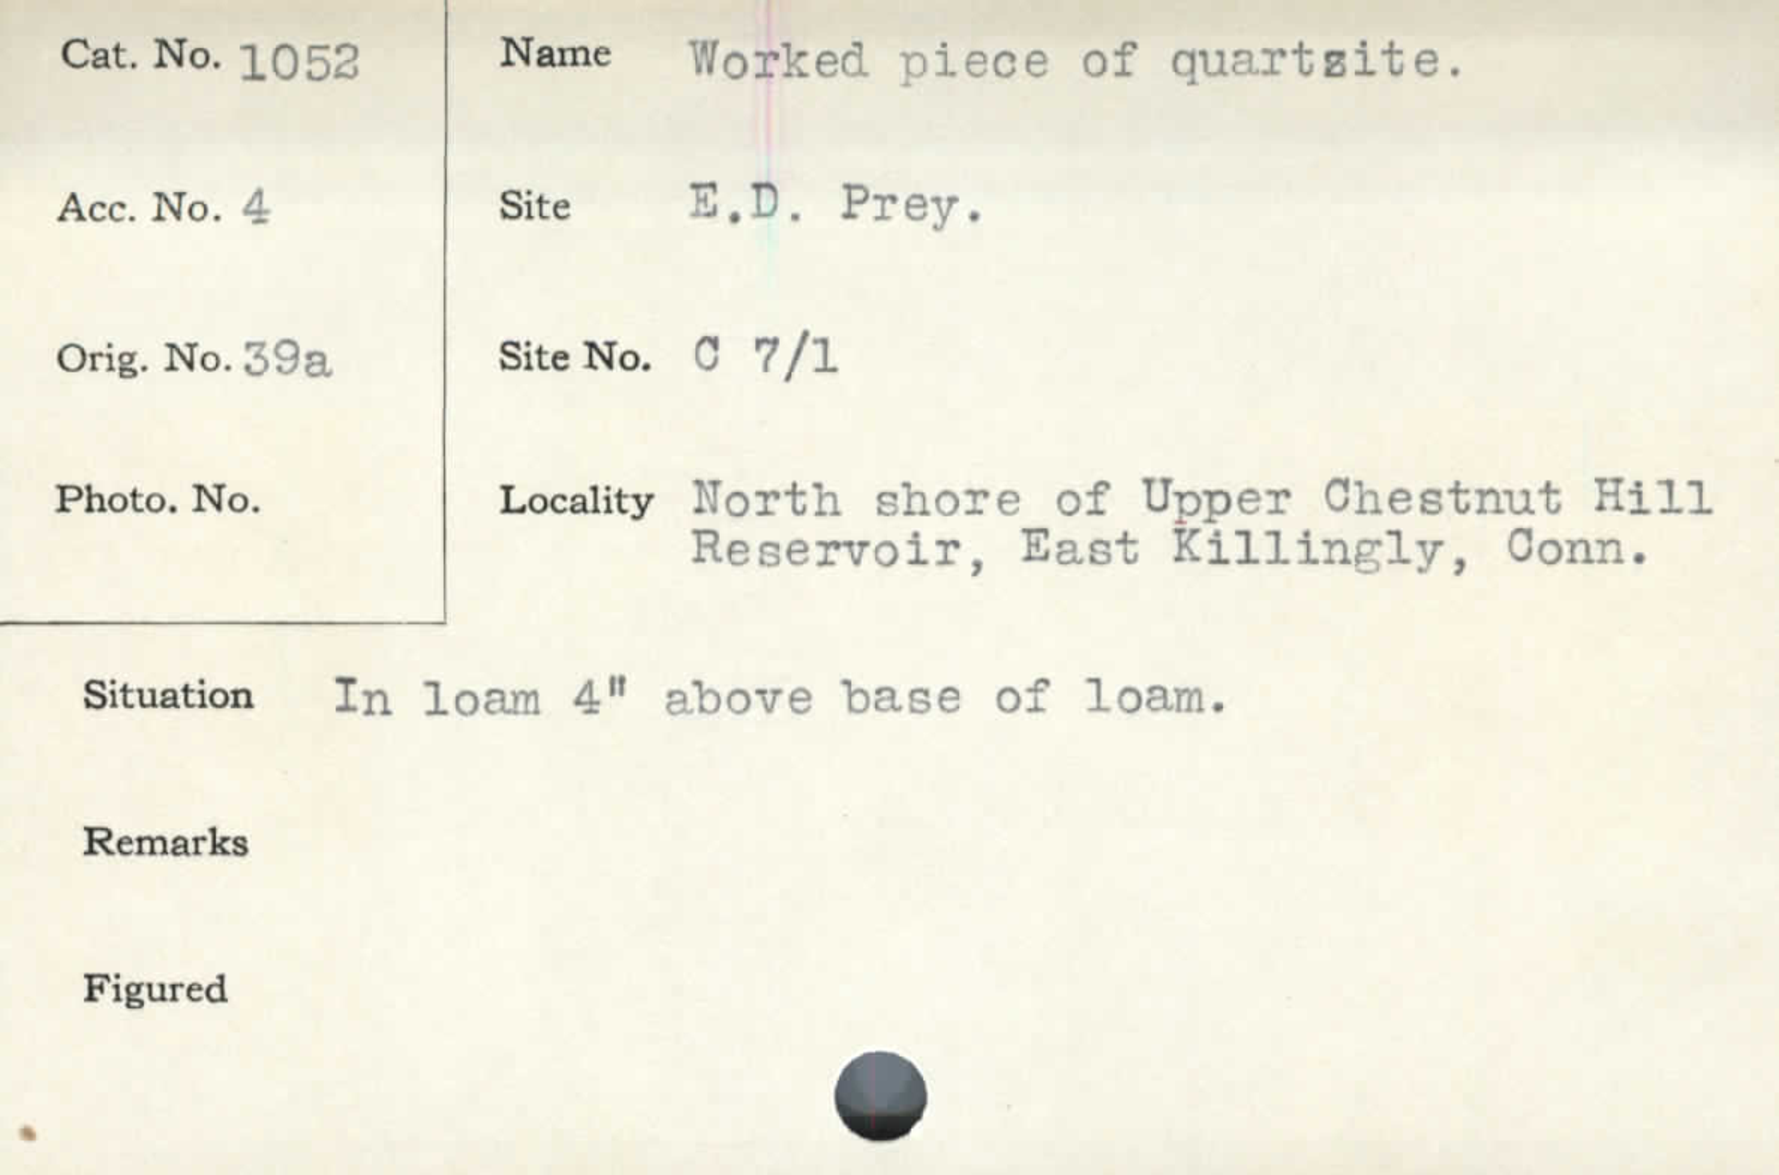 Cat. No. 1052
Name Worked piece of quartsite.
Acc. No. 4
Site E.D. Prey.
Orig. No. 39a
Site No. C 7/1
Photo. No.
Locality North shore of Upper Chestnut Hill
Reservoir, East Killingly, Conn.
Situation In loam 4" above base of loam.
Remarks
Figured